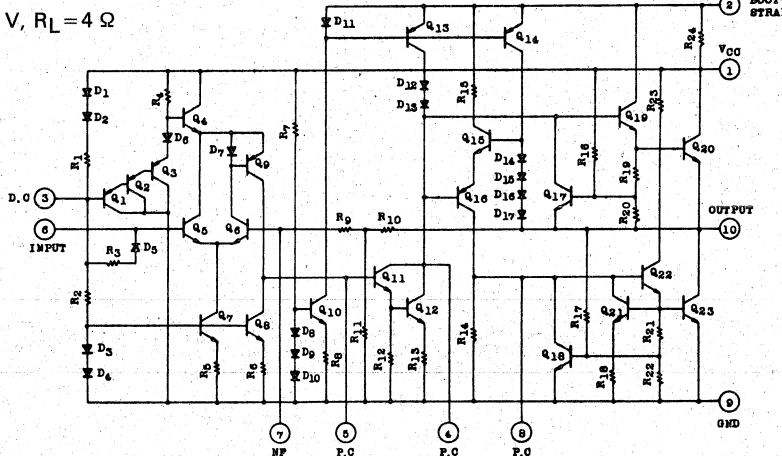 V, RL = 4 Ω
D11
Q13
Q14
2
BOOT
STRAP
R24
VCC
1
D1
D2
R4
Q4
D6
R7
D12
D13
R15
R16
Q19
R23
Q20
R1
Q3
D7
Q9
Q15
D14
D15
D16
D17
R19
D.C
3
Q1
Q2
Q16
Q17
R20
OUTPUT
10
6
INPUT
R3
D5
Q5
Q6
R9
R10
R2
Q11
Q22
Q7
Q8
Q10
Q12
R17
Q21
Q23
D3
D4
R5
R6
D8
D9
D10
R8
R11
R12
R13
R14
Q18
R18
R21
R22
9
GND
7
NF
5
P.C
4
P.C
8
P.C